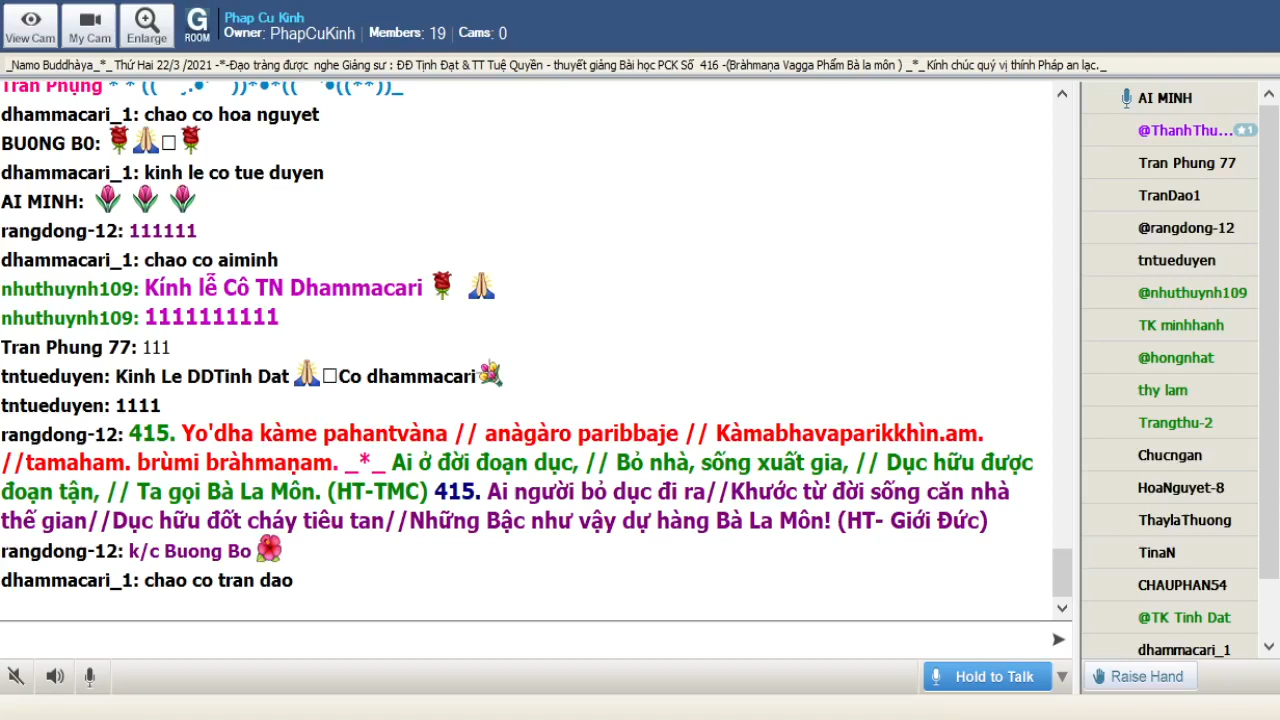 View Cam
My Cam
Enlarge
G
ROOM
Phap Cu Kinh
Owner: PhapCuKinh | Members: 19 | Cams: 0
_Namo Buddhàya_*_ Thứ Hai 22/3 /2021 -*-Đạo tràng được nghe Giảng sư : ĐĐ Tịnh Đạt & TT Tuệ Quyền - thuyết giảng Bài học PCK Số 416 -(Bràhmaṇa Vagga Phẩm Bà la môn ) _*_ Kính chúc quý vị thính Pháp an lạc._
Tran Phụng
dhammacari_1: chao co hoa nguyet
BU0NG B0:
dhammacari_1: kinh le co tue duyen
AI MINH:
rangdong-12: 111111
dhammacari_1: chao co aiminh
nhuthuynh109: Kính lễ Cô TN Dhammacari
nhuthuynh109: 1111111111
Tran Phung 77: 111
tntueduyen: Kinh Le DDTinh Dat Co dhammacari
tntueduyen: 1111
rangdong-12: 415. Yo'dha kàme pahantvàna // anàgàro paribbaje // Kàmabhavaparikkhìn.am.
//tamaham. brùmi bràhmaṇam. _*_ Ai ở đời đoạn dục, // Bỏ nhà, sống xuất gia, // Dục hữu được
đoạn tận, // Ta gọi Bà La Môn. (HT-TMC) 415. Ai người bỏ dục đi ra//Khước từ đời sống căn nhà
thế gian//Dục hữu đốt cháy tiêu tan//Những Bậc như vậy dự hàng Bà La Môn! (HT- Giới Đức)
rangdong-12: k/c Buong Bo
dhammacari_1: chao co tran dao
Hold to Talk
AI MINH
@ThanhThu... 1
Tran Phung 77
TranDao1
@rangdong-12
tntueduyen
@nhuthuynh109
TK minhhanh
@hongnhat
thy lam
Trangthu-2
Chucngan
HoaNguyet-8
ThaylaThuong
TinaN
CHAUPHAN54
@TK Tinh Dat
dhammacari_1
Raise Hand